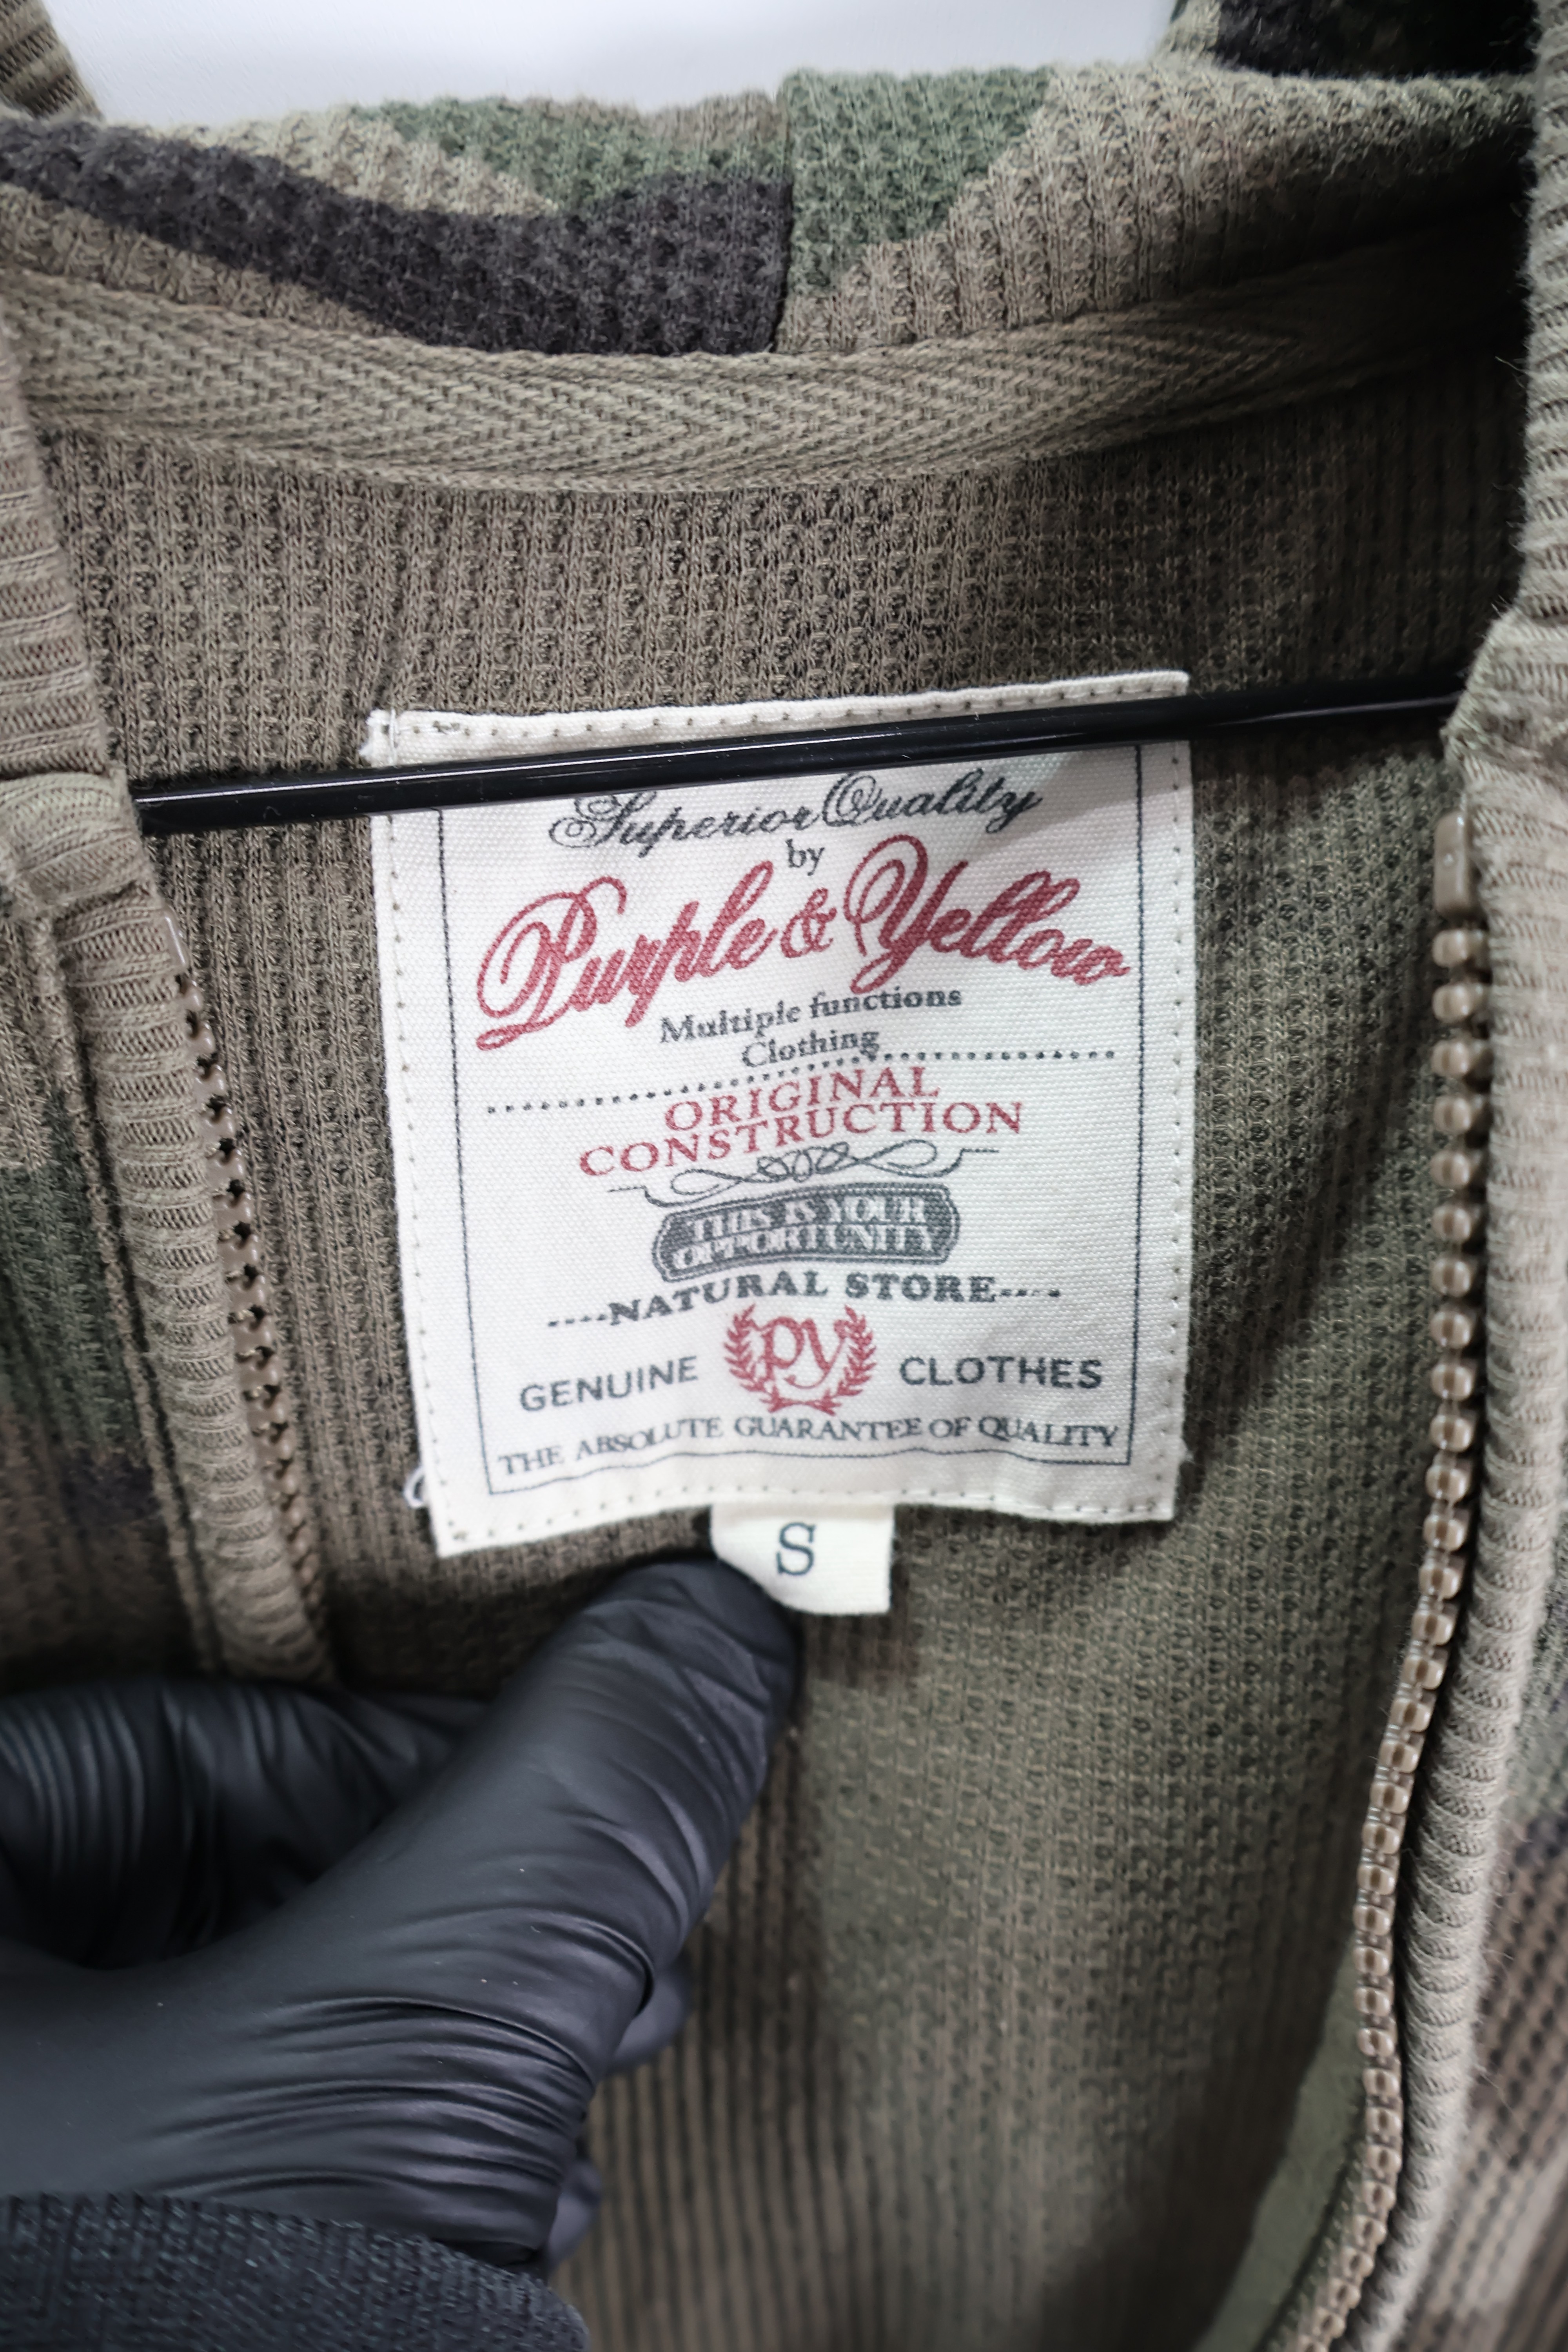 Superior Quality
by
Purple & Yellow
Multiple functions
Clothing
ORIGINAL
CONSTRUCTION
THIS IS YOUR
OPPORTUNITY
----NATURAL STORE----
GENUINE py CLOTHES
THE ABSOLUTE GUARANTEE OF QUALITY
S